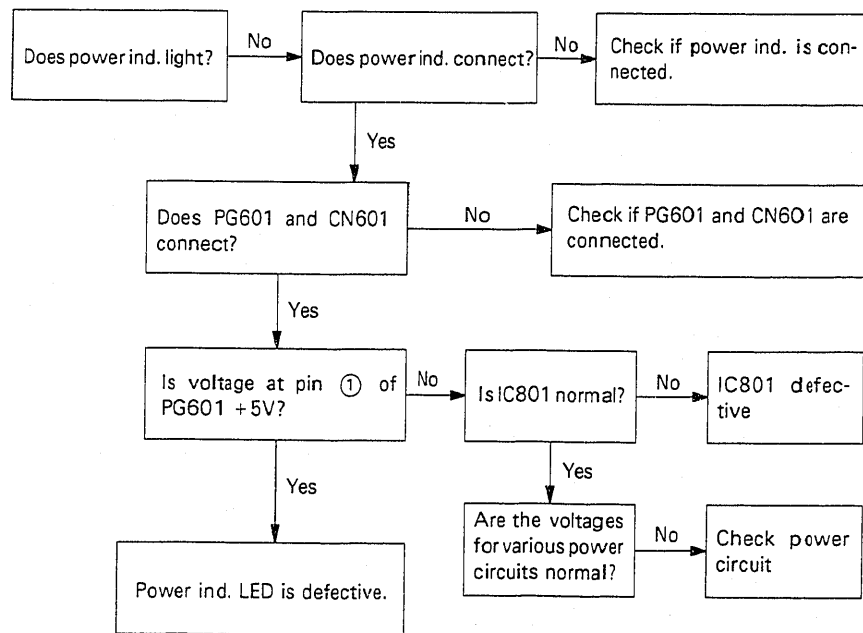 Does power ind. light?
No
Does power ind. connect?
No
Check if power ind. is con-
nected.
Yes
Does PG601 and CN601
connect?
No
Check if PG601 and CN601 are
connected.
Yes
Is voltage at pin ① of
PG601 +5V?
No
Is IC801 normal?
No
IC801 defec-
tive
Yes
Yes
Are the voltages
for various power
circuits normal?
No
Check power
circuit
Power ind. LED is defective.